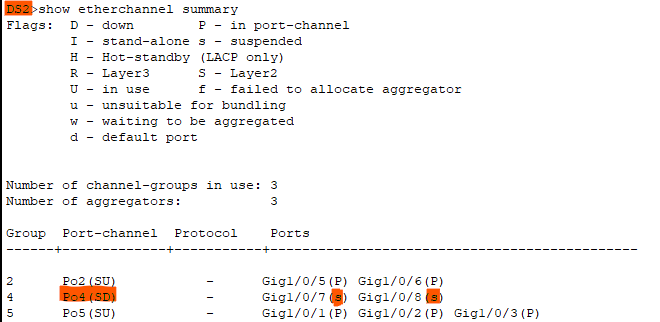 DS2>show etherchannel summary
Flags:  D - down        P - in port-channel
        I - stand-alone s - suspended
        H - Hot-standby (LACP only)
        R - Layer3      S - Layer2
        U - in use      f - failed to allocate aggregator
        u - unsuitable for bundling
        w - waiting to be aggregated
        d - default port
Number of channel-groups in use: 3
Number of aggregators:           3
Group  Port-channel  Protocol    Ports
------+-------------+-----------+----------------------------------------------
2      Po2(SU)           -      Gig1/0/5(P) Gig1/0/6(P)
4      Po4(SD)           -      Gig1/0/7(s) Gig1/0/8(s)
5      Po5(SU)           -      Gig1/0/1(P) Gig1/0/2(P) Gig1/0/3(P)